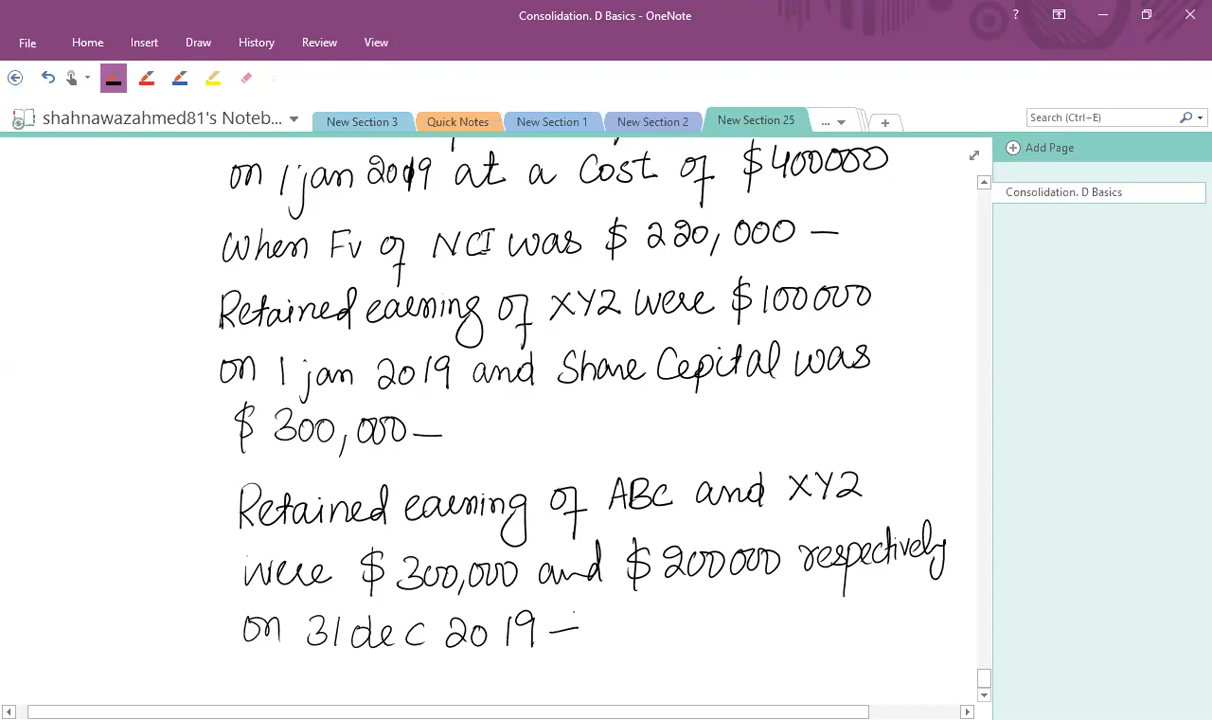 Consolidation. D Basics - OneNote
?
File Home Insert Draw History Review View
shahnawazahmed81's Noteb... New Section 3 Quick Notes New Section 1 New Section 2 New Section 25 ... Search (Ctrl+E)
Add Page
Consolidation. D Basics
on 1 jan 2019 at a Cost of $400000
When Fv of NCI was $ 220,000 —
Retained earning of XYZ were $100000
on 1 jan 2019 and Share Cepital was
$ 300,000 —
Retained earning of ABC and XYZ
were $ 300,000 and $ 200000 respectively
on 31 dec 2019 —